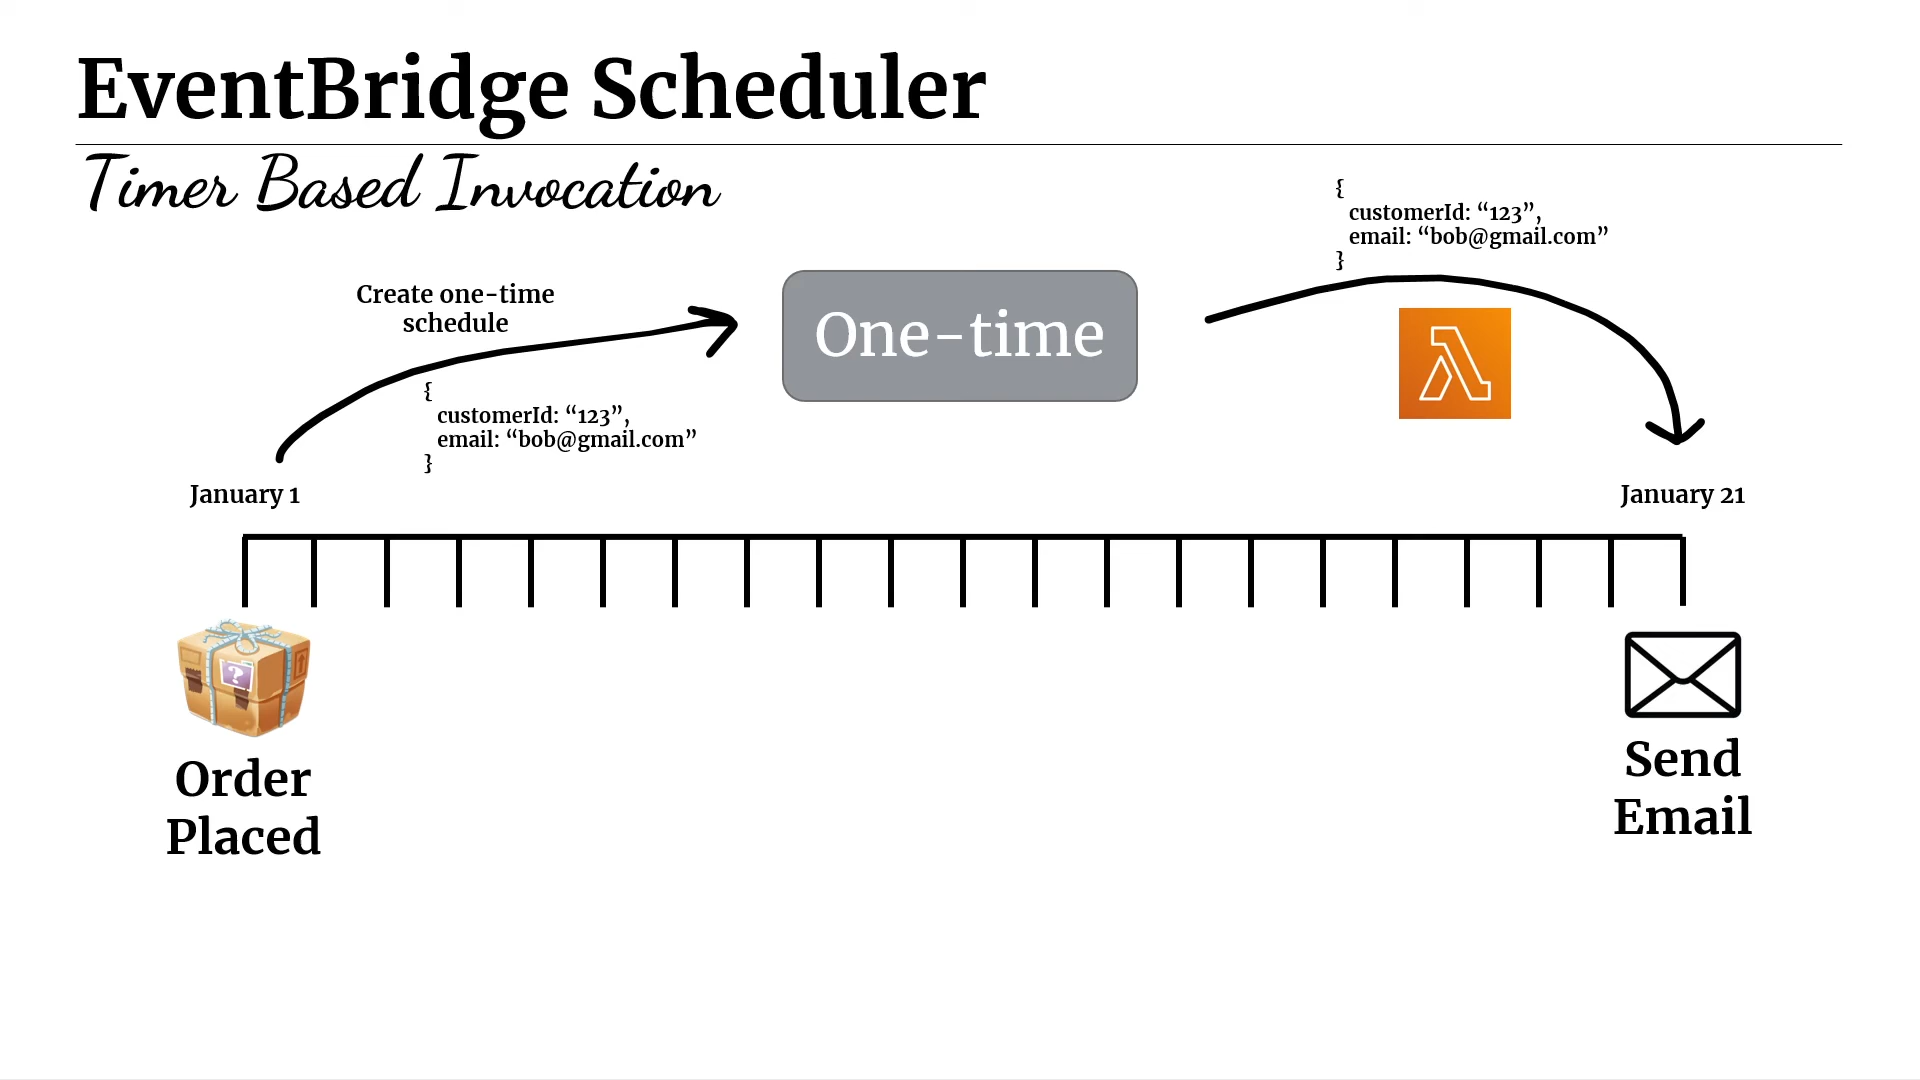 EventBridge Scheduler
Timer Based Invocation
{
customerId: “123”,
email: “bob@gmail.com”
}
Create one-time
schedule
One-time
{
customerId: “123”,
email: “bob@gmail.com”
}
January 1
January 21
?
Order
Placed
Send
Email